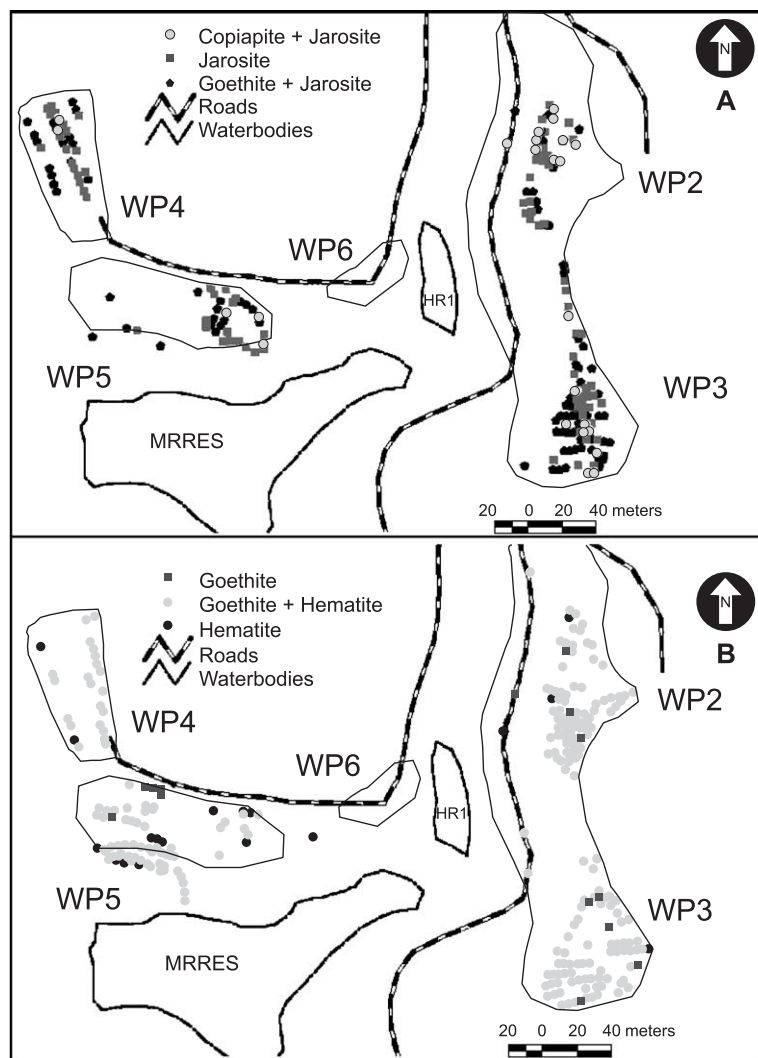 Copiapite + Jarosite
Jarosite
Goethite + Jarosite
Roads
Waterbodies
N
A
WP4
WP6
WP2
HR1
WP5
WP3
MRRES
20 0 20 40 meters
Goethite
Goethite + Hematite
Hematite
Roads
Waterbodies
N
B
WP4
WP2
WP6
HR1
WP5
WP3
MRRES
20 0 20 40 meters